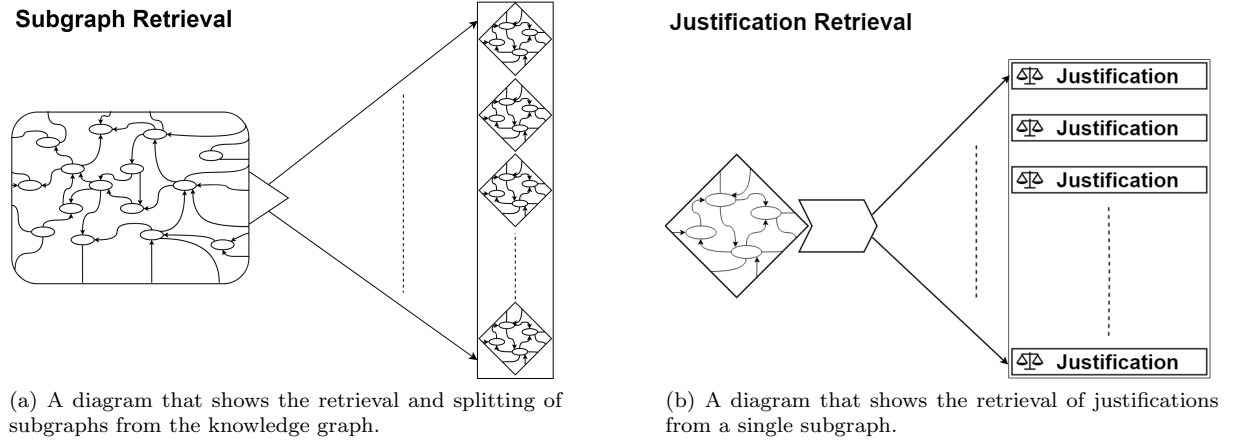 Subgraph Retrieval
(a) A diagram that shows the retrieval and splitting of
subgraphs from the knowledge graph.
Justification Retrieval
Justification
Justification
Justification
Justification
(b) A diagram that shows the retrieval of justifications
from a single subgraph.